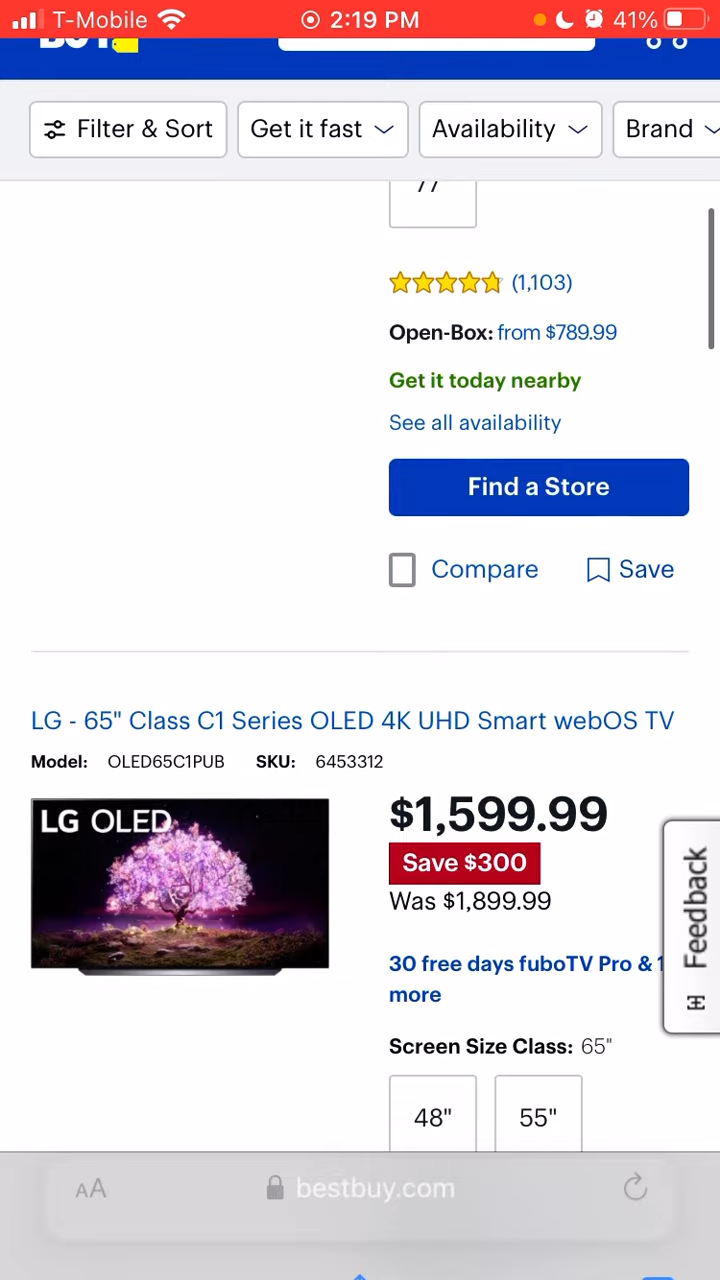 T-Mobile 2:19 PM 41%
Filter & Sort Get it fast Availability Brand
77"
(1,103)
Open-Box: from $789.99
Get it today nearby
See all availability
Find a Store
Compare Save
LG - 65" Class C1 Series OLED 4K UHD Smart webOS TV
Model: OLED65C1PUB SKU: 6453312
LG OLED
$1,599.99
Save $300
Was $1,899.99
Feedback
30 free days fuboTV Pro & 1
more
Screen Size Class: 65"
48" 55"
AA bestbuy.com